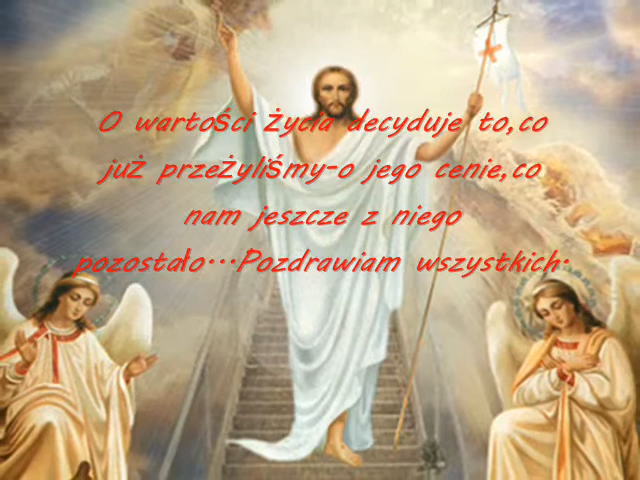 O wartości życia decyduje to,co
już przeżyliśmy-o jego cenie,co
nam jeszcze z niego
pozostało...Pozdrawiam wszystkich.